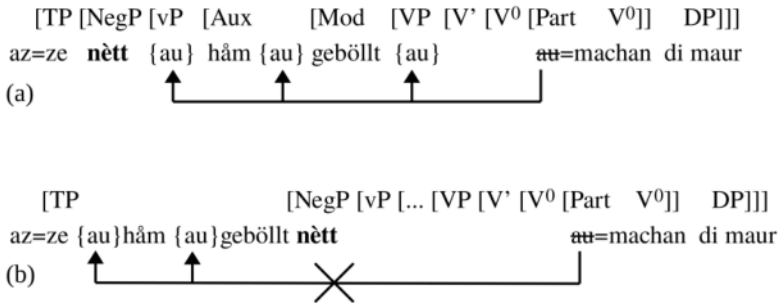 [TP [NegP [vP [Aux [Mod [VP [V' [V⁰ [Part V⁰]] DP]]]
az=ze nètt {au} håm {au} geböllt {au} au=machan di maur
(a)
[TP [NegP [vP [... [VP [V' [V⁰ [Part V⁰]] DP]]]
az=ze {au}håm {au}geböllt nètt au=machan di maur
(b)